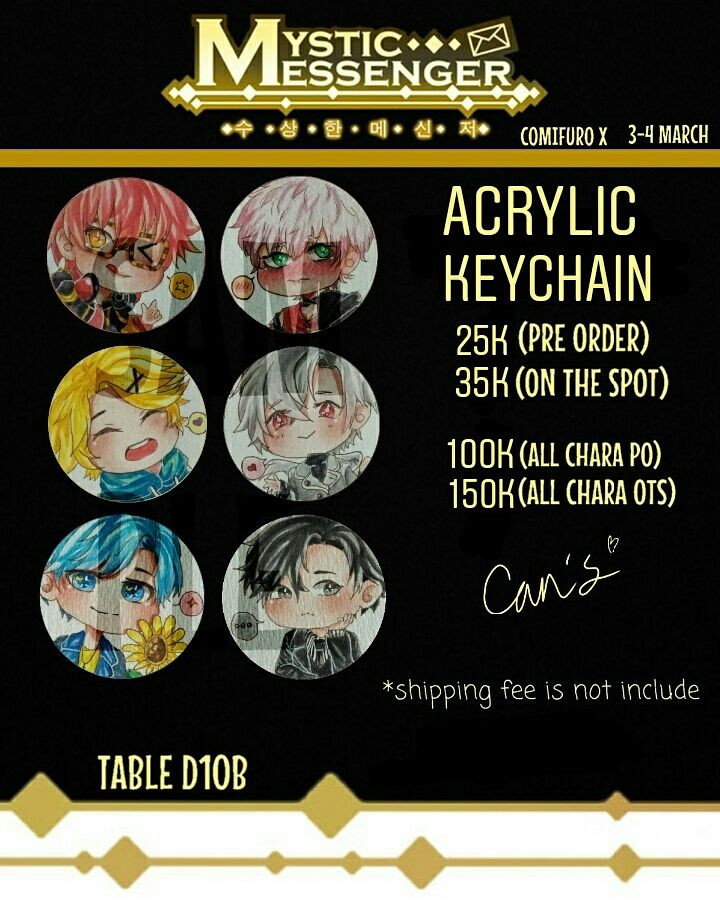 MYSTIC
MESSENGER
수 상 한 메 신 저
COMIFURO X 3-4 MARCH
ACRYLIC
KEYCHAIN
25K (PRE ORDER)
35K (ON THE SPOT)
100K (ALL CHARA PO)
150K (ALL CHARA OTS)
Can's
*shipping fee is not include
TABLE D10B